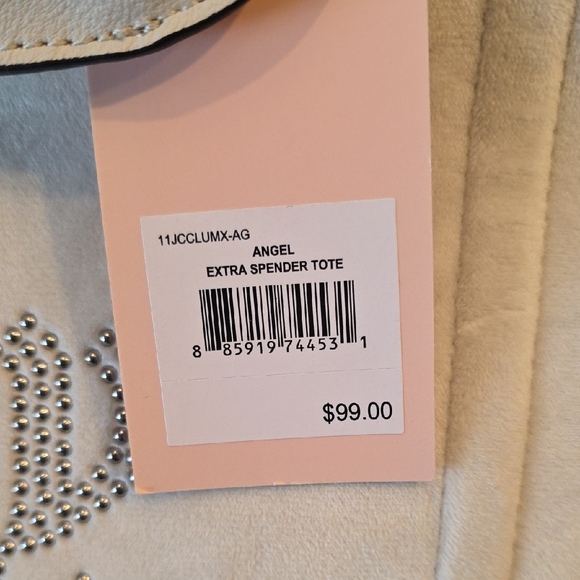 11JCCLUMX-AG
ANGEL
EXTRA SPENDER TOTE
8 85919 74453 1
$99.00